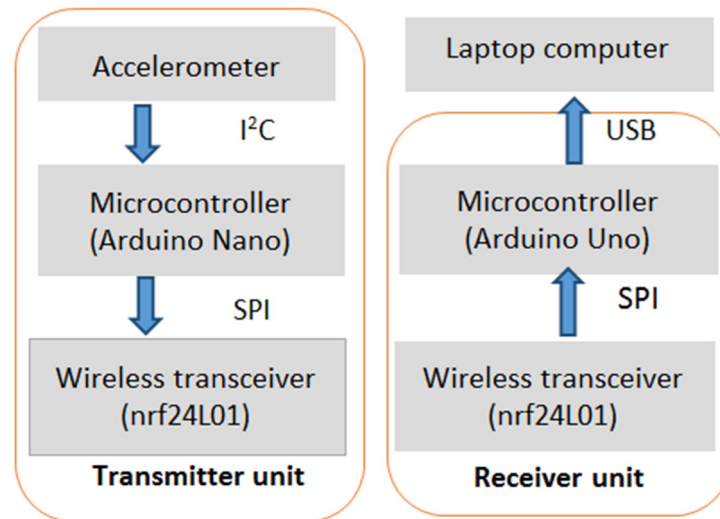 Accelerometer
I²C
Microcontroller
(Arduino Nano)
SPI
Wireless transceiver
(nrf24L01)
Transmitter unit
Laptop computer
USB
Microcontroller
(Arduino Uno)
SPI
Wireless transceiver
(nrf24L01)
Receiver unit